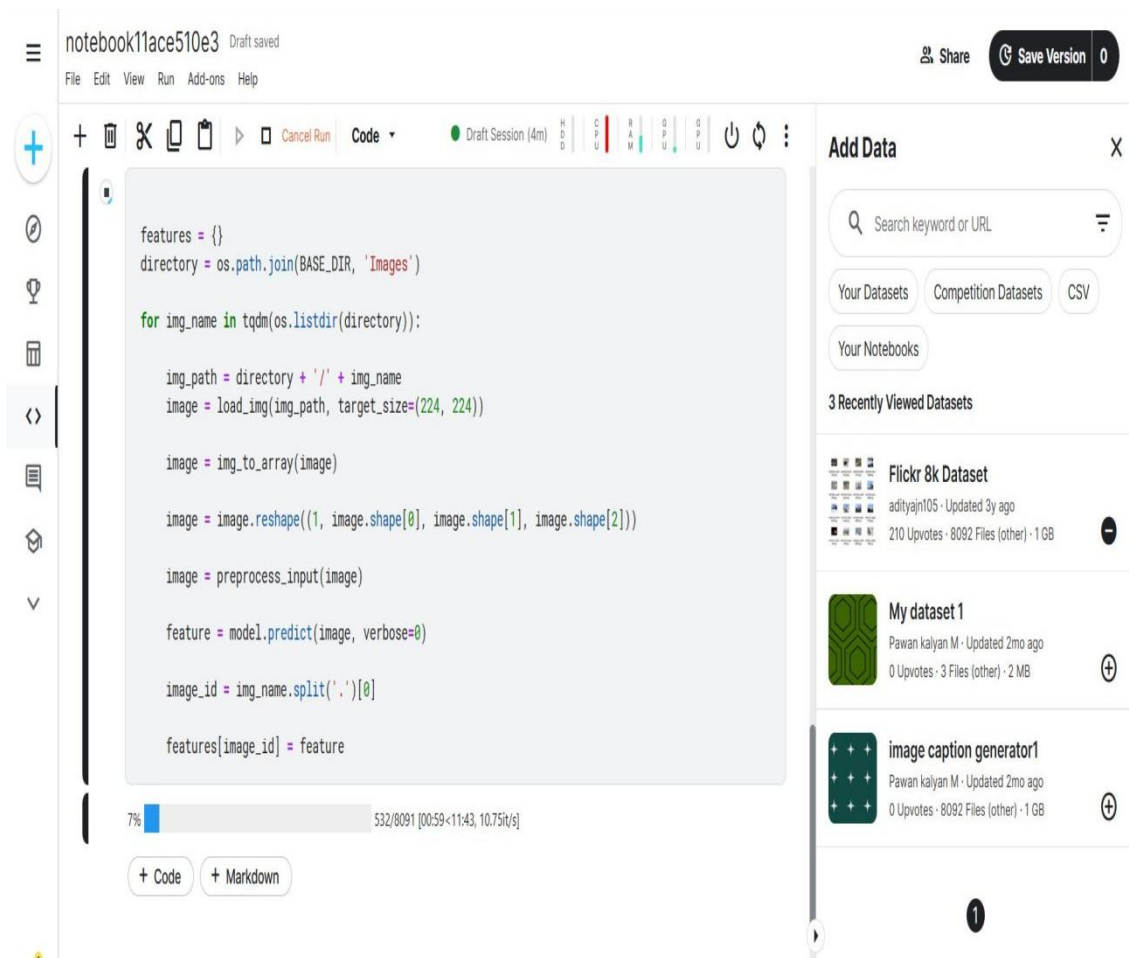 notebook11ace510e3 Draft saved
File Edit View Run Add-ons Help
Share
Save Version 0
Cancel Run Code
Draft Session (4m) HDD CPU RAM GPU GPU
features = {}
directory = os.path.join(BASE_DIR, 'Images')
for img_name in tqdm(os.listdir(directory)):
img_path = directory + '/' + img_name
image = load_img(img_path, target_size=(224, 224))
image = img_to_array(image)
image = image.reshape((1, image.shape[0], image.shape[1], image.shape[2]))
image = preprocess_input(image)
feature = model.predict(image, verbose=0)
image_id = img_name.split('.')[0]
features[image_id] = feature
7% 532/8091 [00:59<11:43, 10.75it/s]
+ Code + Markdown
Add Data
Search keyword or URL
Your Datasets Competition Datasets CSV
Your Notebooks
3 Recently Viewed Datasets
Flickr 8k Dataset
adityajn105 · Updated 3y ago
210 Upvotes · 8092 Files (other) · 1 GB
My dataset 1
Pawan kalyan M · Updated 2mo ago
0 Upvotes · 3 Files (other) · 2 MB
image caption generator1
Pawan kalyan M · Updated 2mo ago
0 Upvotes · 8092 Files (other) · 1 GB
1